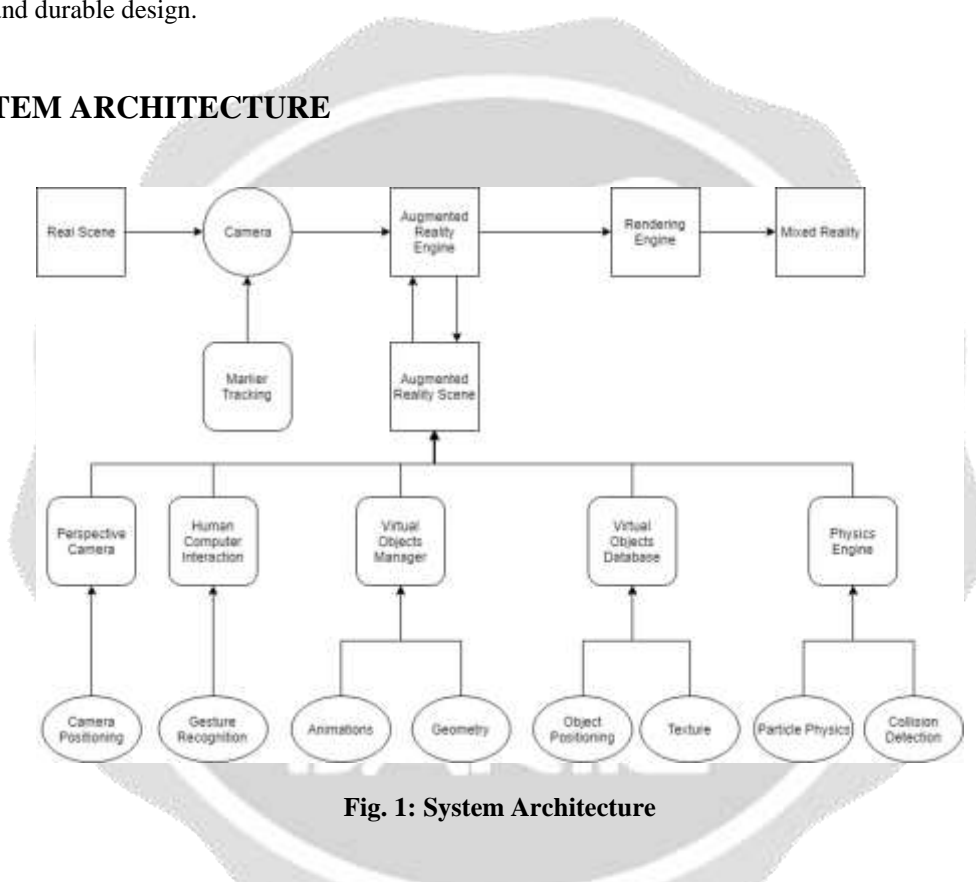 and durable design.
TEM ARCHITECTURE
Real Scene
Camera
Augmented
Reality
Engine
Rendering
Engine
Mixed Reality
Marker
Tracking
Augmented
Reality Scene
Perspective
Camera
Human
Computer
Interaction
Virtual
Objects
Manager
Virtual
Objects
Database
Physics
Engine
Camera
Positioning
Gesture
Recognition
Animations
Geometry
Object
Positioning
Texture
Particle Physics
Collision
Detection
Fig. 1: System Architecture